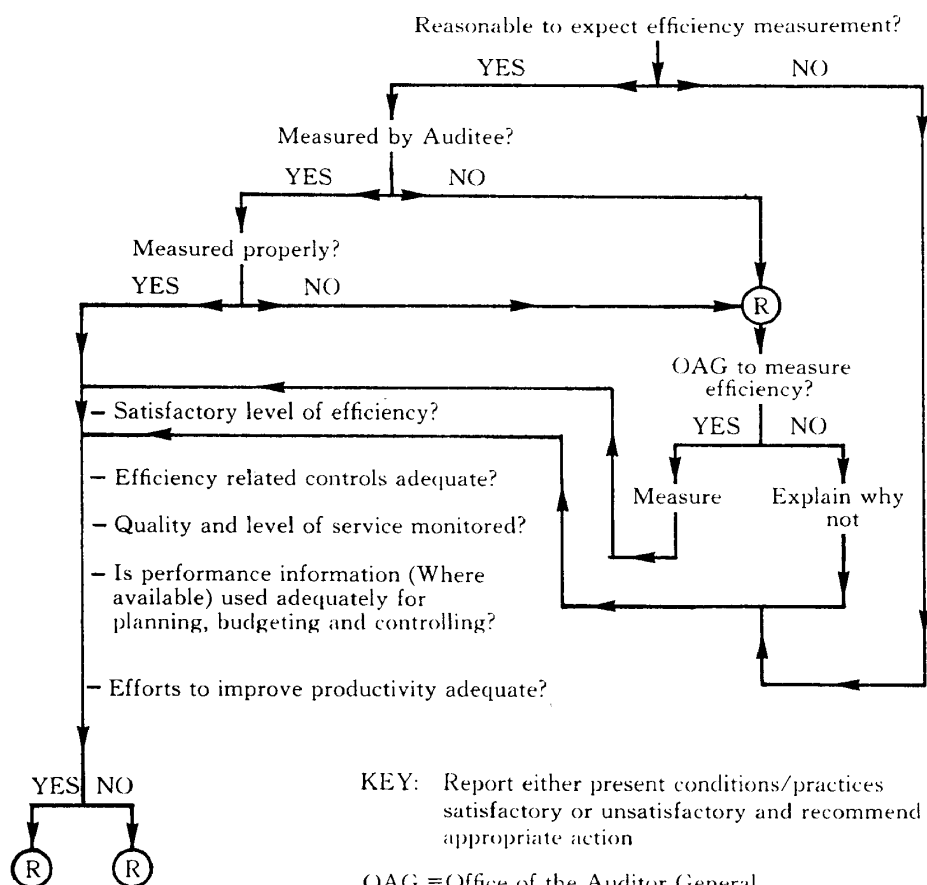 Reasonable to expect efficiency measurement?
YES
NO
Measured by Auditee?
YES
NO
Measured properly?
YES
NO
R
OAG to measure
efficiency?
YES
NO
– Satisfactory level of efficiency?
– Efficiency related controls adequate?
Measure
Explain why
not
– Quality and level of service monitored?
– Is performance information (Where
available) used adequately for
planning, budgeting and controlling?
– Efforts to improve productivity adequate?
YES
NO
R
R
KEY: Report either present conditions/practices
satisfactory or unsatisfactory and recommend
appropriate action
OAG = Office of the Auditor General